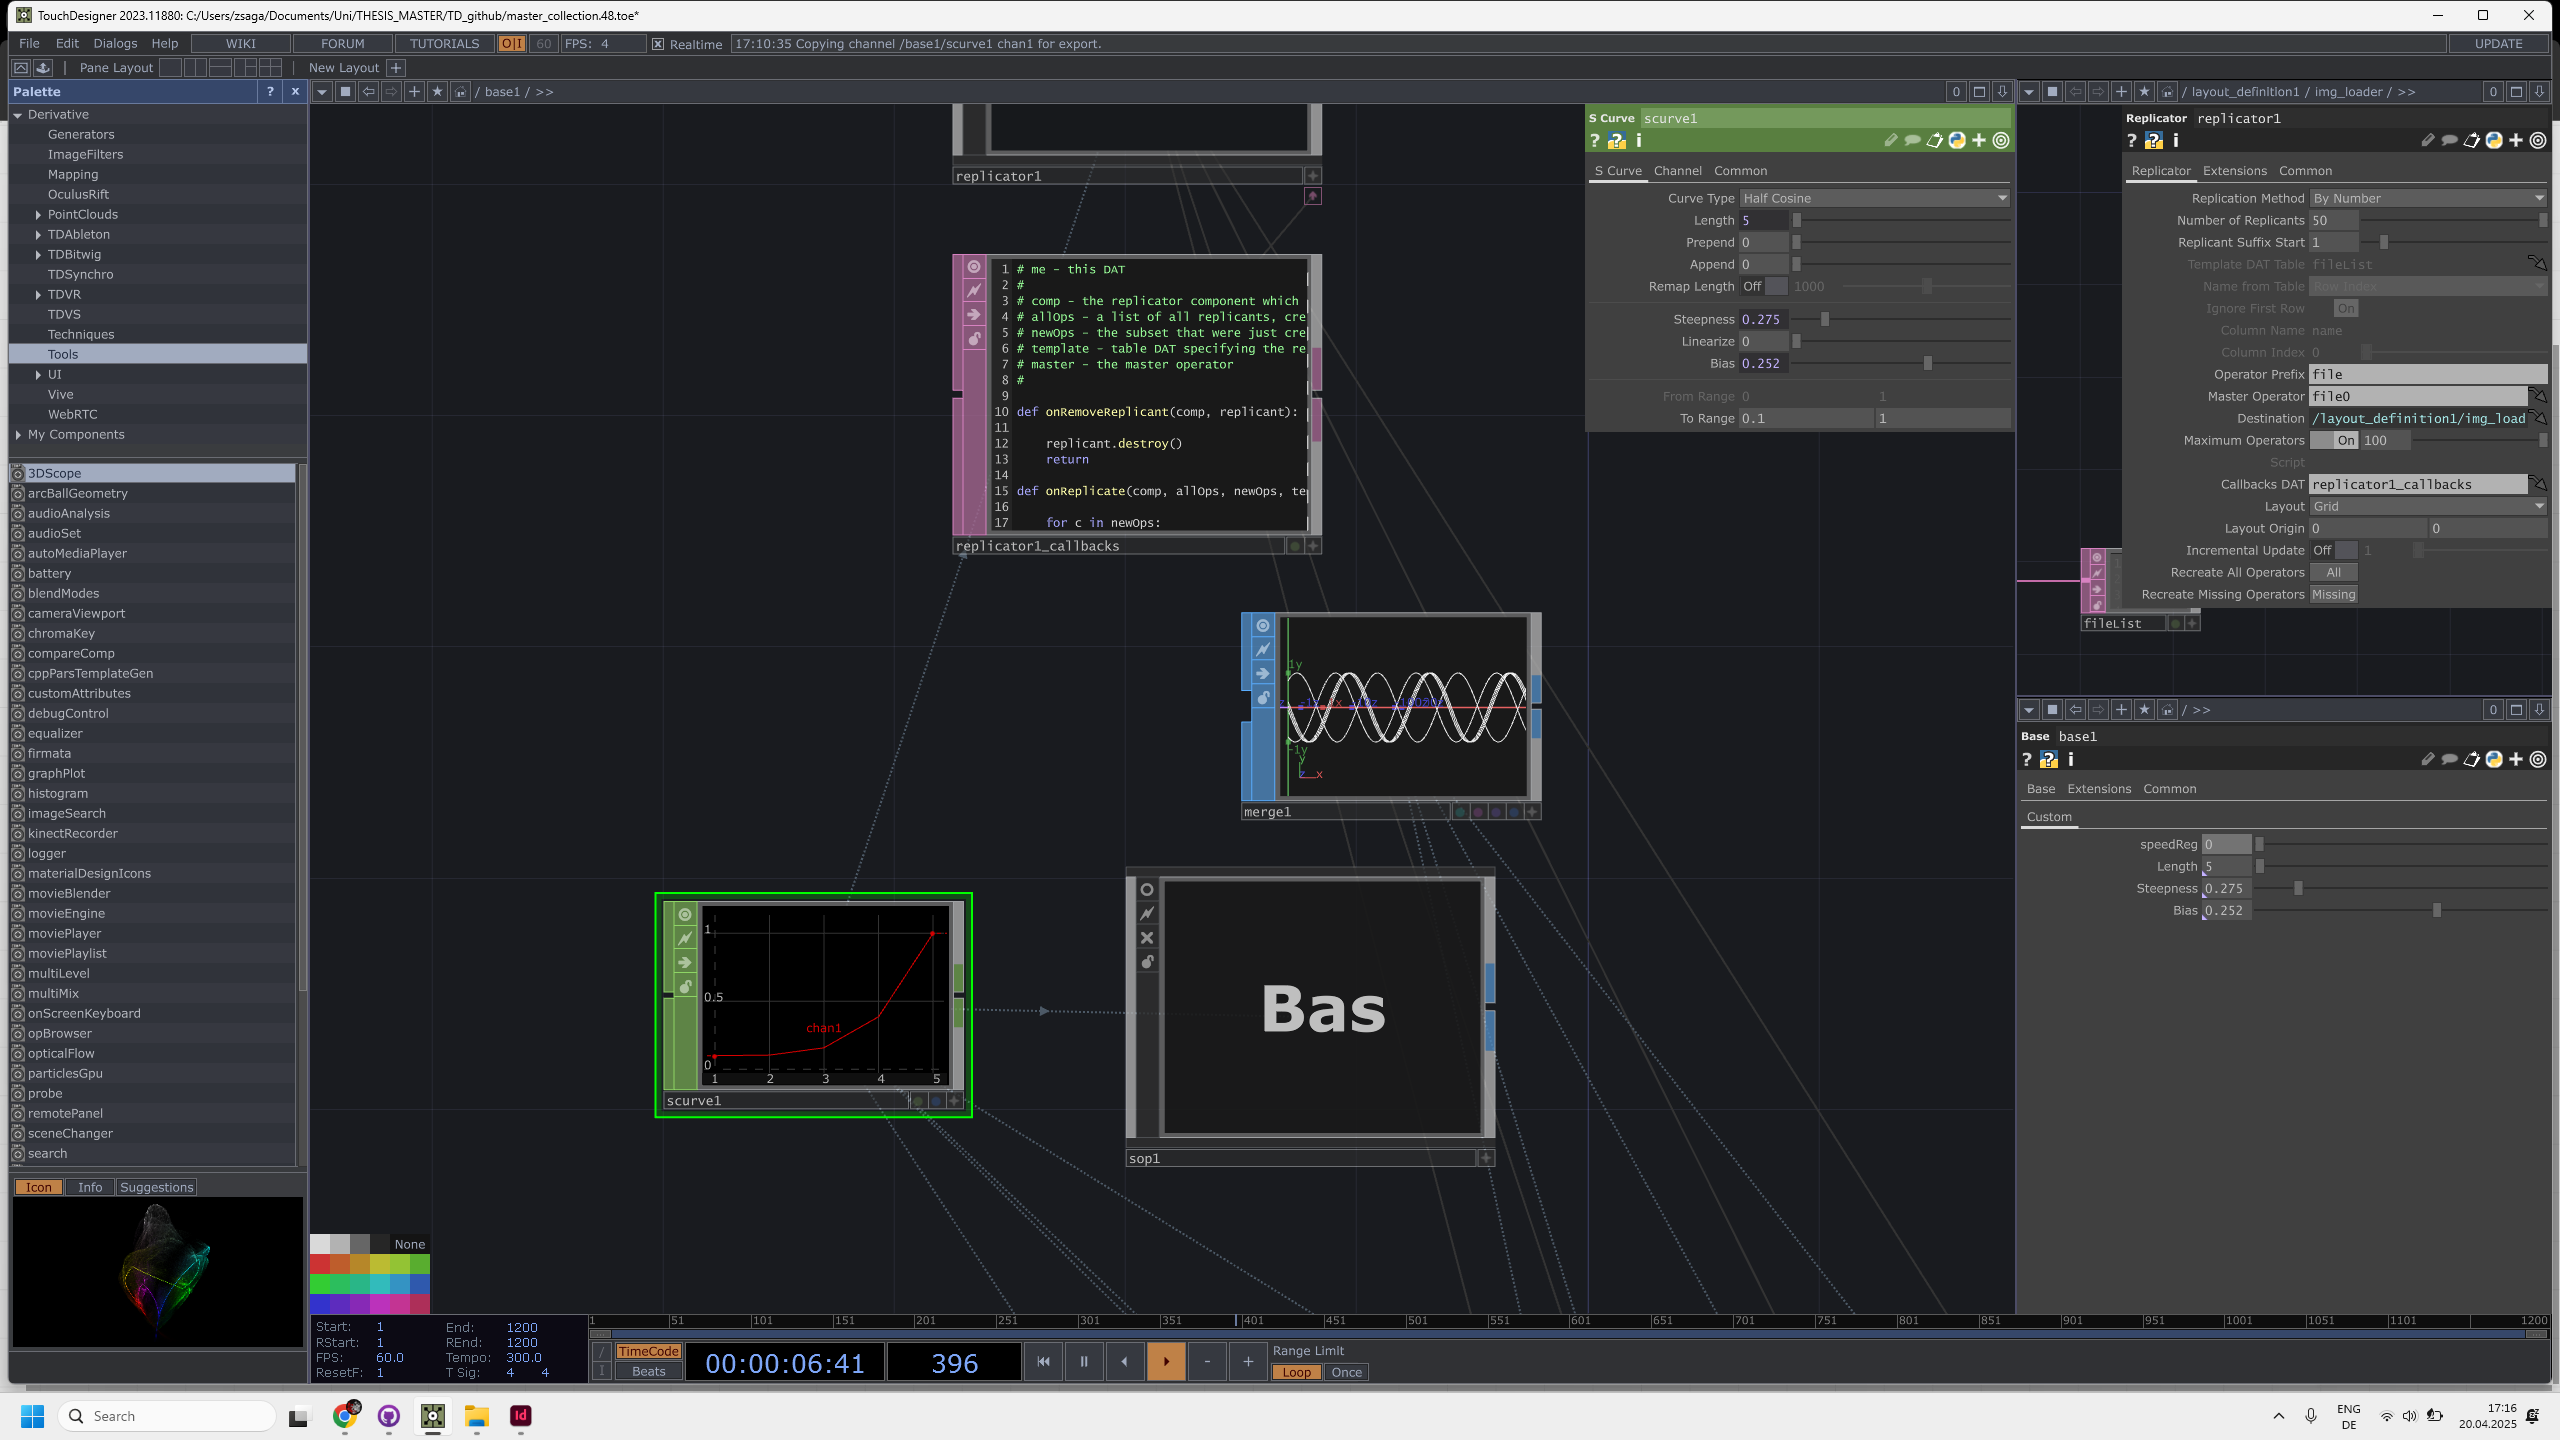 TouchDesigner 2023.11880: C:/Users/zsaga/Documents/Uni/THESIS_MASTER/TD_github/master_collection.48.toe*
File Edit Dialogs Help WIKI FORUM TUTORIALS O|I 60 FPS: 4 Realtime 17:10:35 Copying channel /base1/scurve1 chan1 for export. UPDATE
Pane Layout New Layout +
Palette ? x
Derivative
Generators
ImageFilters
Mapping
OculusRift
PointClouds
TDAbleton
TDBitwig
TDSynchro
TDVR
TDVS
Techniques
Tools
UI
Vive
WebRTC
My Components
3DScope
arcBallGeometry
audioAnalysis
audioSet
autoMediaPlayer
battery
blendModes
cameraViewport
chromaKey
compareComp
cppParsTemplateGen
customAttributes
debugControl
equalizer
firmata
graphPlot
histogram
imageSearch
kinectRecorder
logger
materialDesignIcons
movieBlender
movieEngine
moviePlayer
moviePlaylist
multiLevel
multiMix
onScreenKeyboard
opBrowser
opticalFlow
particlesGpu
probe
remotePanel
sceneChanger
search
Icon Info Suggestions
/ base1 / >> 0
replicator1
1 # me - this DAT
2 #
3 # comp - the replicator component which
4 # allOps - a list of all replicants, cre
5 # newOps - the subset that were just cre
6 # template - table DAT specifying the re
7 # master - the master operator
8 #
9
10 def onRemoveReplicant(comp, replicant):
11
12 replicant.destroy()
13 return
14
15 def onReplicate(comp, allOps, newOps, te
16
17 for c in newOps:
replicator1_callbacks
1y
-1y
y
z x
merge1
1
0.5
chan1
0
1 2 3 4 5
scurve1
Bas
sop1
None
S Curve scurve1
? ? i
S Curve Channel Common
Curve Type Half Cosine
Length 5
Prepend 0
Append 0
Remap Length Off 1000
Steepness 0.275
Linearize 0
Bias 0.252
From Range 0 1
To Range 0.1 1
/ layout_definition1 / img_loader / >> 0
Replicator replicator1
? ? i
Replicator Extensions Common
Replication Method By Number
Number of Replicants 50
Replicant Suffix Start 1
Template DAT Table fileList
Name from Table Row Index
Ignore First Row On
Column Name name
Column Index 0
Operator Prefix file
Master Operator file0
Destination /layout_definition1/img_load
Maximum Operators On 100
Script
Callbacks DAT replicator1_callbacks
Layout Grid
Layout Origin 0 0
Incremental Update Off 1
Recreate All Operators All
Recreate Missing Operators Missing
fileList
/ >> 0
Base base1
? ? i
Base Extensions Common
Custom
speedReg 0
Length 5
Steepness 0.275
Bias 0.252
Start: 1 End: 1200
RStart: 1 REnd: 1200
FPS: 60.0 Tempo: 300.0
ResetF: 1 T Sig: 4 4
1 51 101 151 201 251 301 351 401 451 501 551 601 651 701 751 801 851 901 951 1001 1051 1101 1200
TimeCode
Beats
00:00:06:41 396
- +
Range Limit
Loop Once
Search
Id
ENG
DE
17:16
20.04.2025